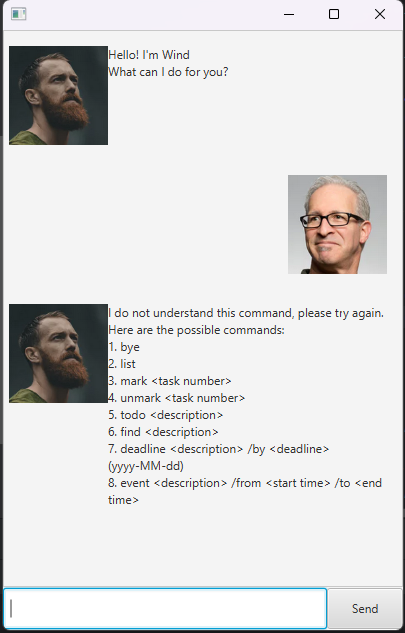 Hello! I'm Wind
What can I do for you?
I do not understand this command, please try again.
Here are the possible commands:
1. bye
2. list
3. mark <task number>
4. unmark <task number>
5. todo <description>
6. find <description>
7. deadline <description> /by <deadline>
(yyyy-MM-dd)
8. event <description> /from <start time> /to <end
time>
Send